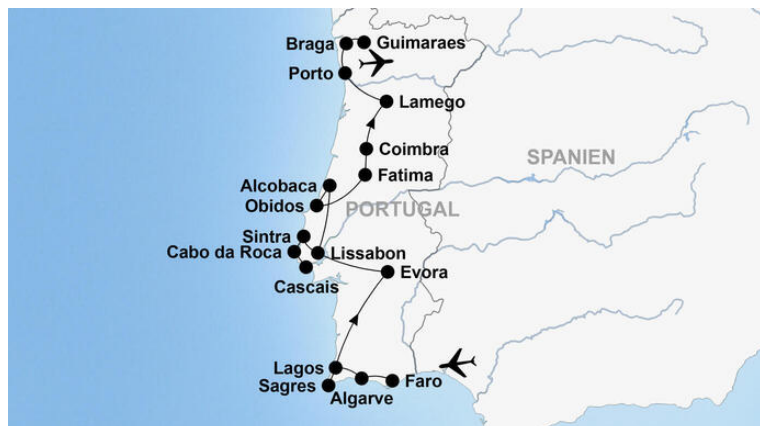 Braga
Guimaraes
Porto
Lamego
Coimbra
SPANIEN
Fatima
Alcobaca
Obidos
PORTUGAL
Sintra
Cabo da Roca
Lissabon
Evora
Cascais
Lagos
Sagres
Algarve
Faro